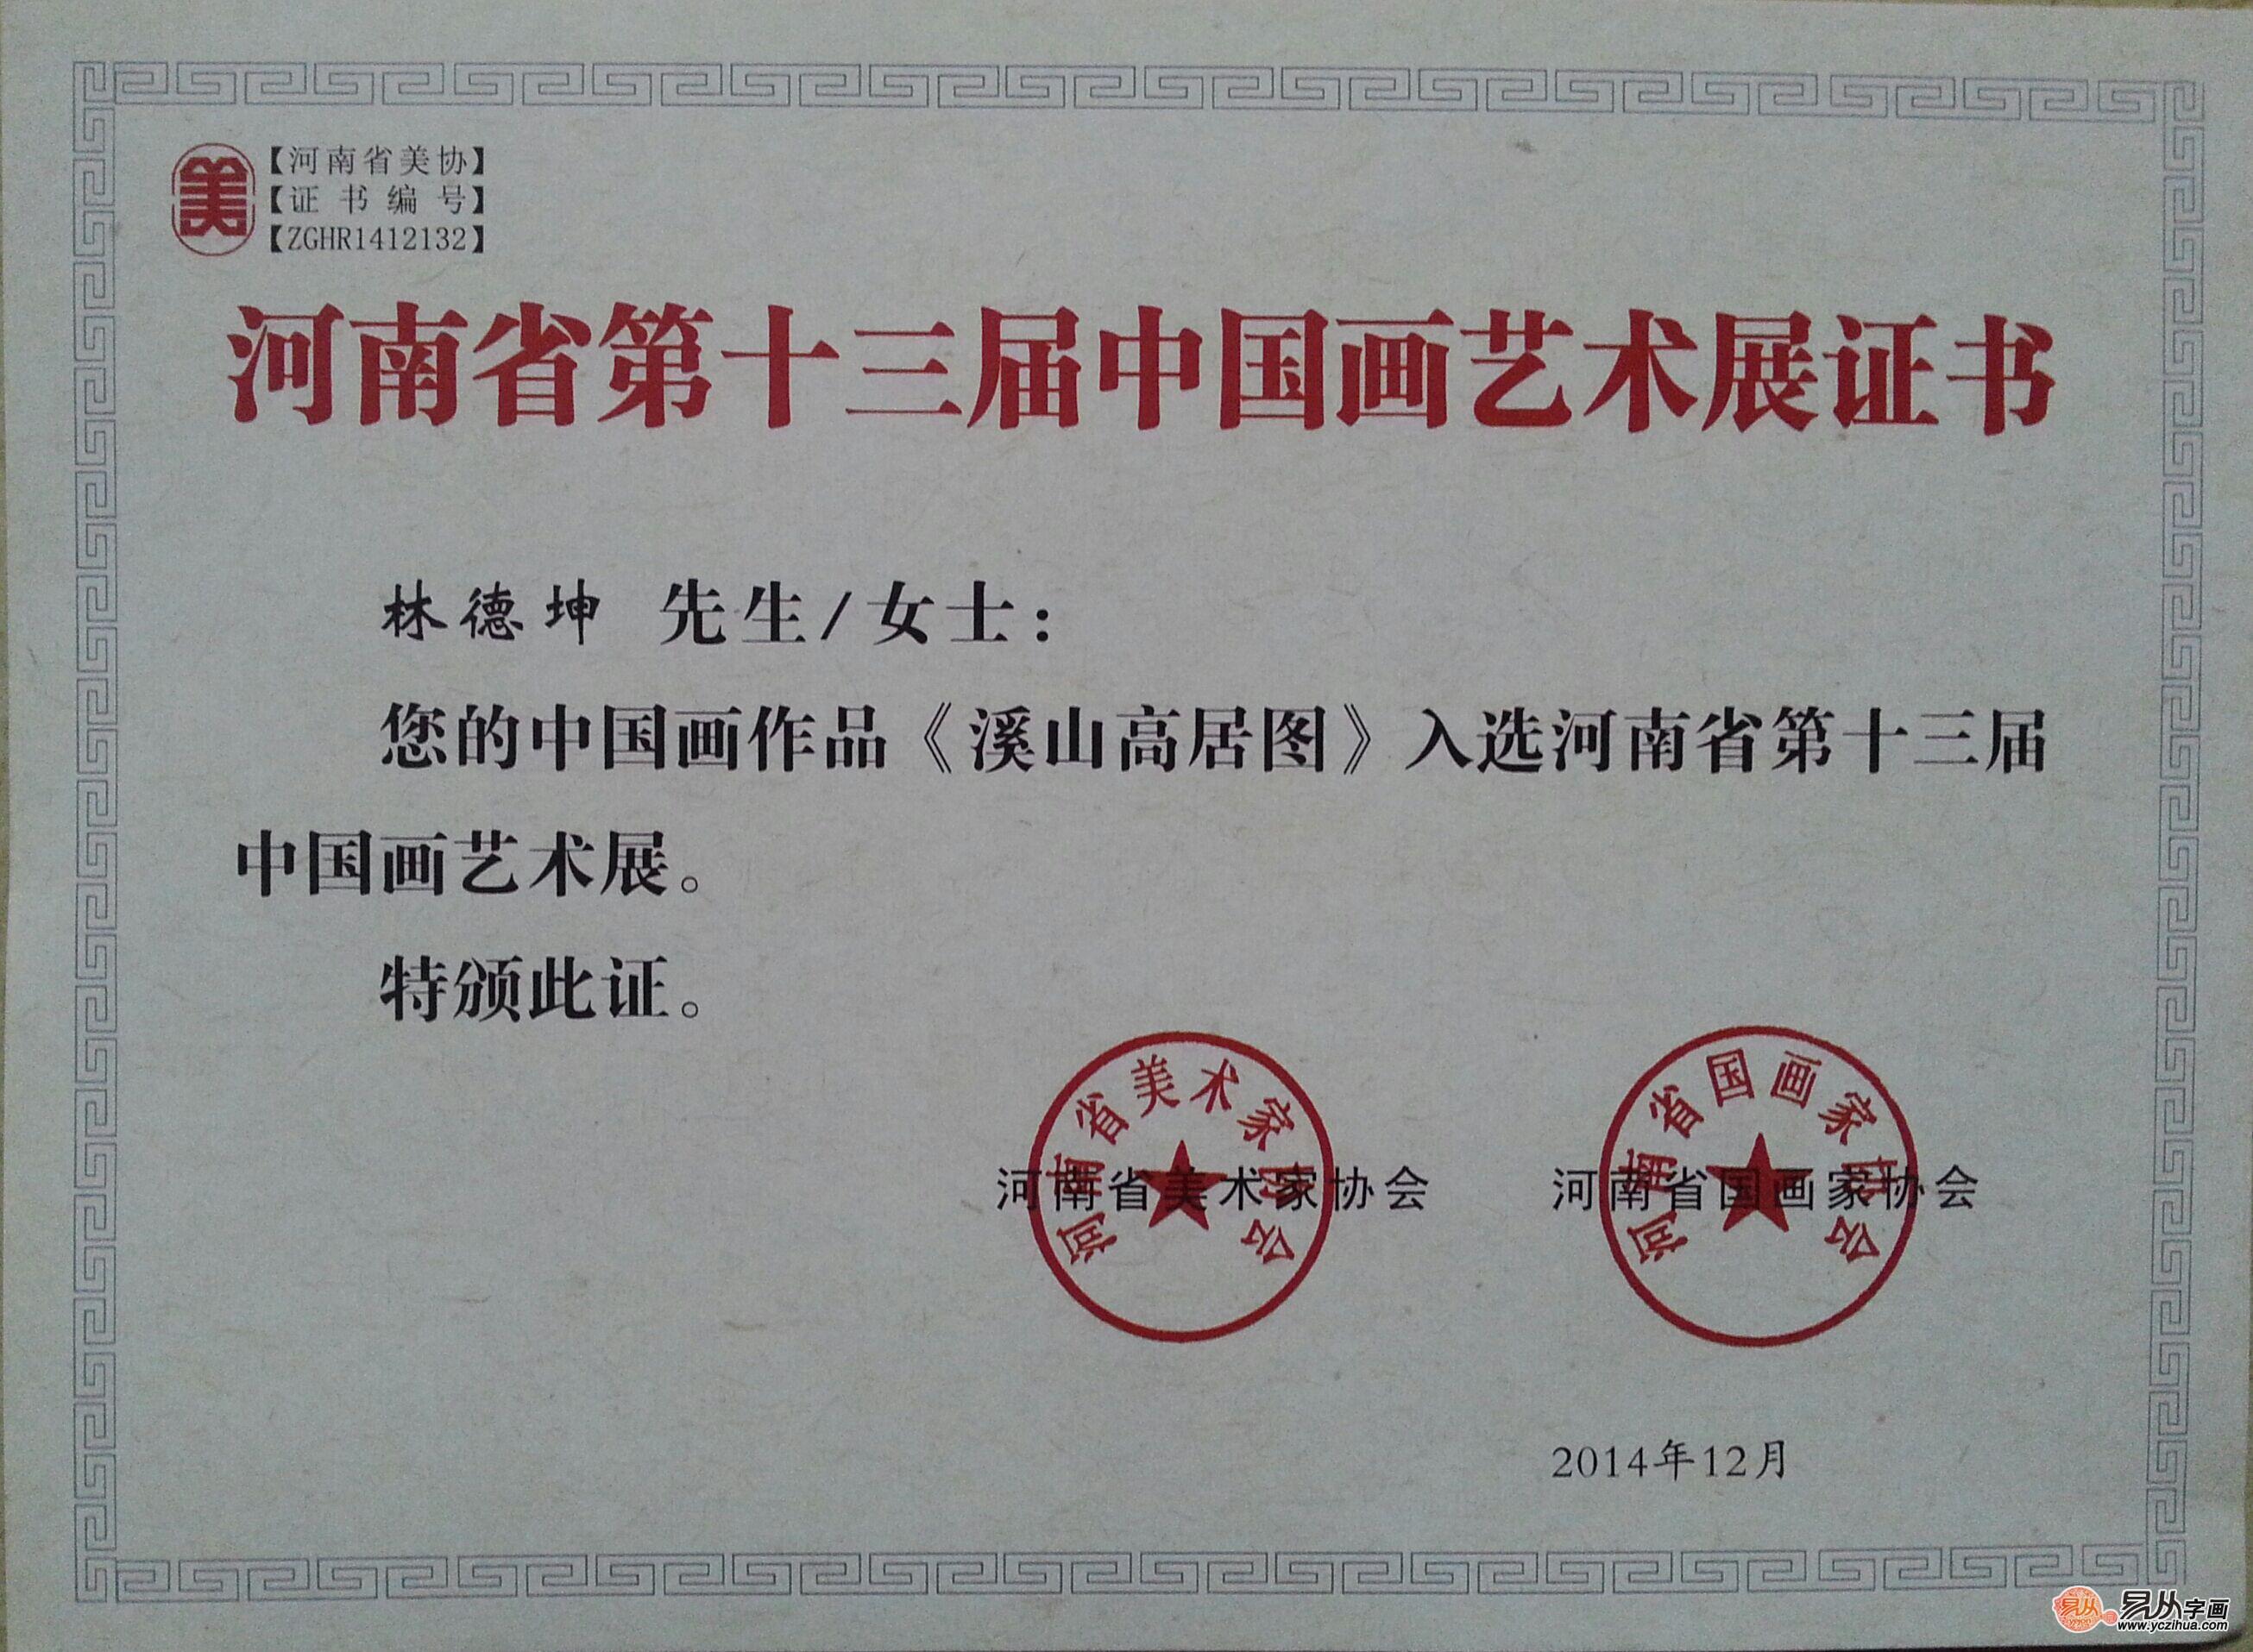 美
【河南省美协】
【证书编号】
【ZGHR1412132】
河南省第十三届中国画艺术展证书
林德坤 先生/女士:
您的中国画作品《溪山高居图》入选河南省第十三届
中国画艺术展。
特颁此证。
河南省美术家协会
河南省国画家协会
河南省美术家协会
河南省国画家协会
2014年12月
易从
易从字画
www.yczihua.com